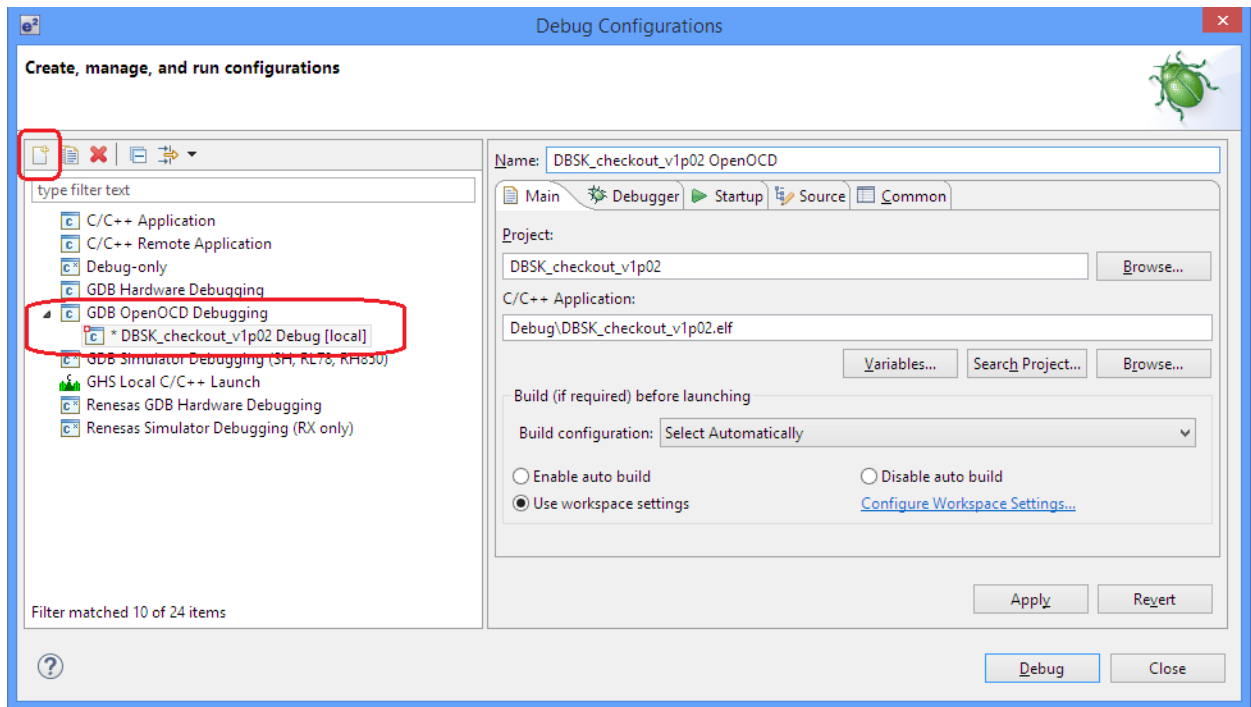 e²
Debug Configurations
Create, manage, and run configurations
type filter text
C/C++ Application
C/C++ Remote Application
Debug-only
GDB Hardware Debugging
GDB OpenOCD Debugging
* DBSK_checkout_v1p02 Debug [local]
GDB Simulator Debugging (SH, RL78, RH850)
GHS Local C/C++ Launch
Renesas GDB Hardware Debugging
Renesas Simulator Debugging (RX only)
Filter matched 10 of 24 items
Name: DBSK_checkout_v1p02 OpenOCD
Main Debugger Startup Source Common
Project:
DBSK_checkout_v1p02 Browse...
C/C++ Application:
Debug\DBSK_checkout_v1p02.elf
Variables... Search Project... Browse...
Build (if required) before launching
Build configuration: Select Automatically
Enable auto build Disable auto build
Use workspace settings Configure Workspace Settings...
Apply Revert
? Debug Close